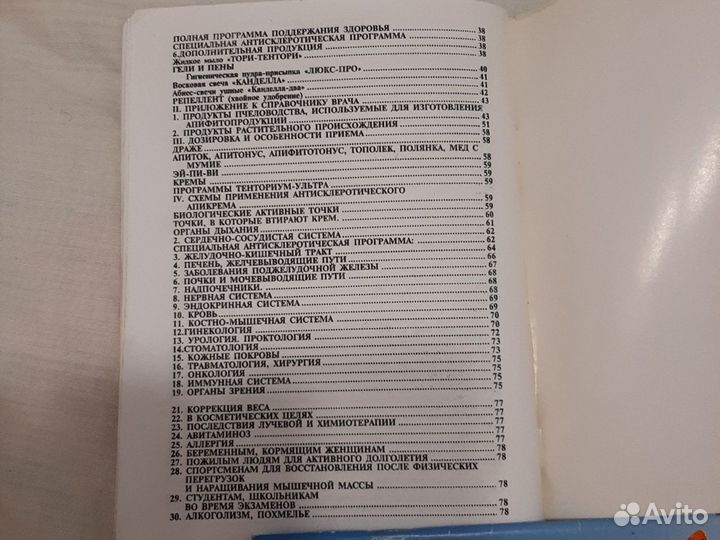 ПОЛНАЯ ПРОГРАММА ПОДДЕРЖАНИЯ ЗДОРОВЬЯ 38
СПЕЦИАЛЬНАЯ АНТИСКЛЕРОТИЧЕСКАЯ ПРОГРАММА 38
6.ДОПОЛНИТЕЛЬНАЯ ПРОДУКЦИЯ 38
Жидкое мыло «ТОРИ-ТЕНТОРИ» 38
ГЕЛИ И ПЕНЫ
Гигиеническая пудра-присыпка «ЛЮКС-ПРО» 40
Восковая свеча «КАНДЕЛЛА» 41
Абиес-свечи ушные «Канделла-два» 41
РЕПЕЛЛЕНТ (хвойное удобрение) 42
II. ПРИЛОЖЕНИЕ К СПРАВОЧНИКУ ВРАЧА 43
1. ПРОДУКТЫ ПЧЕЛОВОДСТВА, ИСПОЛЬЗУЕМЫЕ ДЛЯ ИЗГОТОВЛЕНИЯ
АПИФИТОПРОДУКЦИИ 43
2. ПРОДУКТЫ РАСТИТЕЛЬНОГО ПРОИСХОЖДЕНИЯ 51
III. ДОЗИРОВКА И ОСОБЕННОСТИ ПРИЕМА 58
ДРАЖЕ 58
АПИТОК, АПИТОНУС, АПИФИТОТОНУС, ТОПОЛЕК, ПОЛЯНКА, МЕД С
МУМИЕ 58
ЭЙ-ПИ-ВИ 59
КРЕМЫ 59
ПРОГРАММЫ ТЕНТОРИУМ-УЛЬТРА 59
IV. СХЕМЫ ПРИМЕНЕНИЯ АНТИСКЛЕРОТИЧЕСКОГО
АПИКРЕМА 59
БИОЛОГИЧЕСКИЕ АКТИВНЫЕ ТОЧКИ 59
ТОЧКИ, В КОТОРЫЕ ВТИРАЮТ КРЕМ. 60
ОРГАНЫ ДЫХАНИЯ 61
2. СЕРДЕЧНО-СОСУДИСТАЯ СИСТЕМА 62
СПЕЦИАЛЬНАЯ АНТИСКЛЕРОТИЧЕСКАЯ ПРОГРАММА: 62
3. ЖЕЛУДОЧНО-КИШЕЧНЫЙ ТРАКТ 64
4. ПЕЧЕНЬ, ЖЕЛЧЕВЫВОДЯЩИЕ ПУТИ 66
5. ЗАБОЛЕВАНИЯ ПОДЖЕЛУДОЧНОЙ ЖЕЛЕЗЫ 67
6. ПОЧКИ И МОЧЕВЫВОДЯЩИЕ ПУТИ 68
7. НАДПОЧЕЧНИКИ. 68
8. НЕРВНАЯ СИСТЕМА 68
9. ЭНДОКРИННАЯ СИСТЕМА 69
10. КРОВЬ 69
11. КОСТНО-МЫШЕЧНАЯ СИСТЕМА 70
12.ГИНЕКОЛОГИЯ 70
13. УРОЛОГИЯ. ПРОКТОЛОГИЯ 72
14.СТОМАТОЛОГИЯ 73
15. КОЖНЫЕ ПОКРОВЫ 73
16. ТРАВМАТОЛОГИЯ, ХИРУРГИЯ 75
17. ОНКОЛОГИЯ 75
18. ИММУННАЯ СИСТЕМА 75
19. ОРГАНЫ ЗРЕНИЯ 75
21. КОРРЕКЦИЯ ВЕСА 77
22. В КОСМЕТИЧЕСКИХ ЦЕЛЯХ 77
23. ПОСЛЕДСТВИЯ ЛУЧЕВОЙ И ХИМИОТЕРАПИИ 77
24. АВИТАМИНОЗ 77
25. АЛЛЕРГИЯ 77
26. БЕРЕМЕННЫМ, КОРМЯЩИМ ЖЕНЩИНАМ 78
27. ПОЖИЛЫМ ЛЮДЯМ ДЛЯ АКТИВНОГО ДОЛГОЛЕТИЯ 78
28. СПОРТСМЕНАМ ДЛЯ ВОССТАНОВЛЕНИЯ ПОСЛЕ ФИЗИЧЕСКИХ
ПЕРЕГРУЗОК
И НАРАЩИВАНИЯ МЫШЕЧНОЙ МАССЫ 78
29. СТУДЕНТАМ, ШКОЛЬНИКАМ
ВО ВРЕМЯ ЭКЗАМЕНОВ 78
30. АЛКОГОЛИЗМ, ПОХМЕЛЬЕ 78
Avito